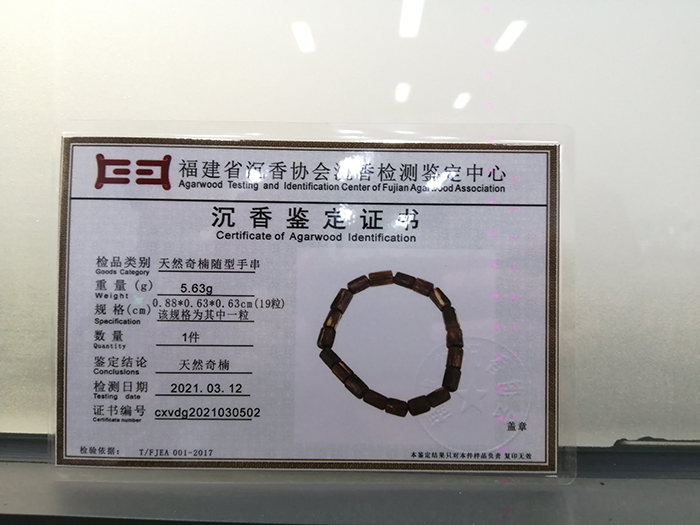 福建省沉香协会沉香检测鉴定中心
Agarwood Testing and Identification Center of Fujian Agarwood Association
沉香鉴定证书
Certificate of Agarwood Identification
检品类别 天然奇楠随型手串
Goods Category
重量(g) 5.63g
Weight
规格(cm) 0.88*0.63*0.63cm(19粒)
Specification 该规格为其中一粒
数量 1件
Quantity
鉴定结论 天然奇楠
Conclusions
检测日期 2021.03.12
Testing date
证书编号 cxvdg2021030502
Certificate number
盖章
检验依据: T/FJEA 001-2017
本鉴定结果只对本件样品负责 复印无效